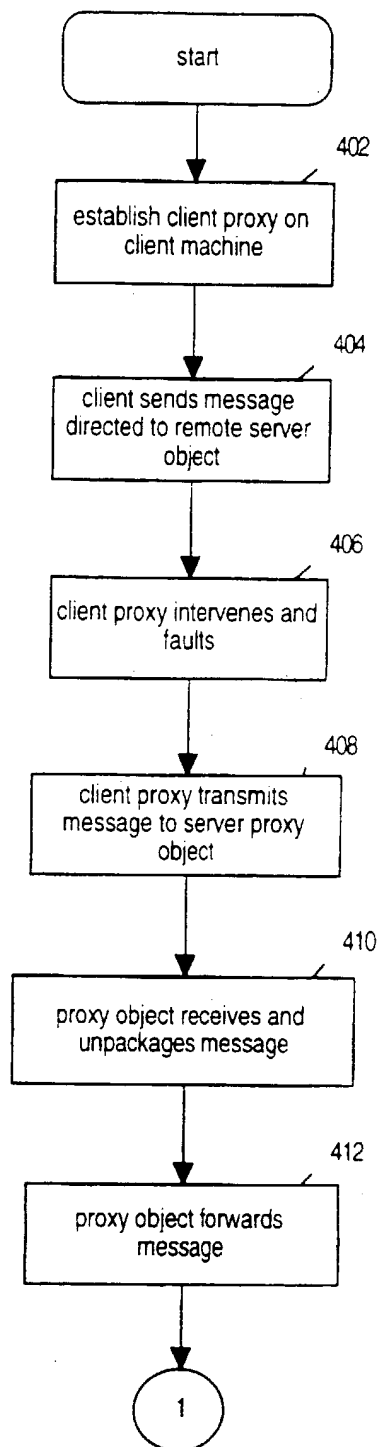 start
402
establish client proxy on
client machine
404
client sends message
directed to remote server
object
406
client proxy intervenes and
faults
408
client proxy transmits
message to server proxy
object
410
proxy object receives and
unpackages message
412
proxy object forwards
message
1